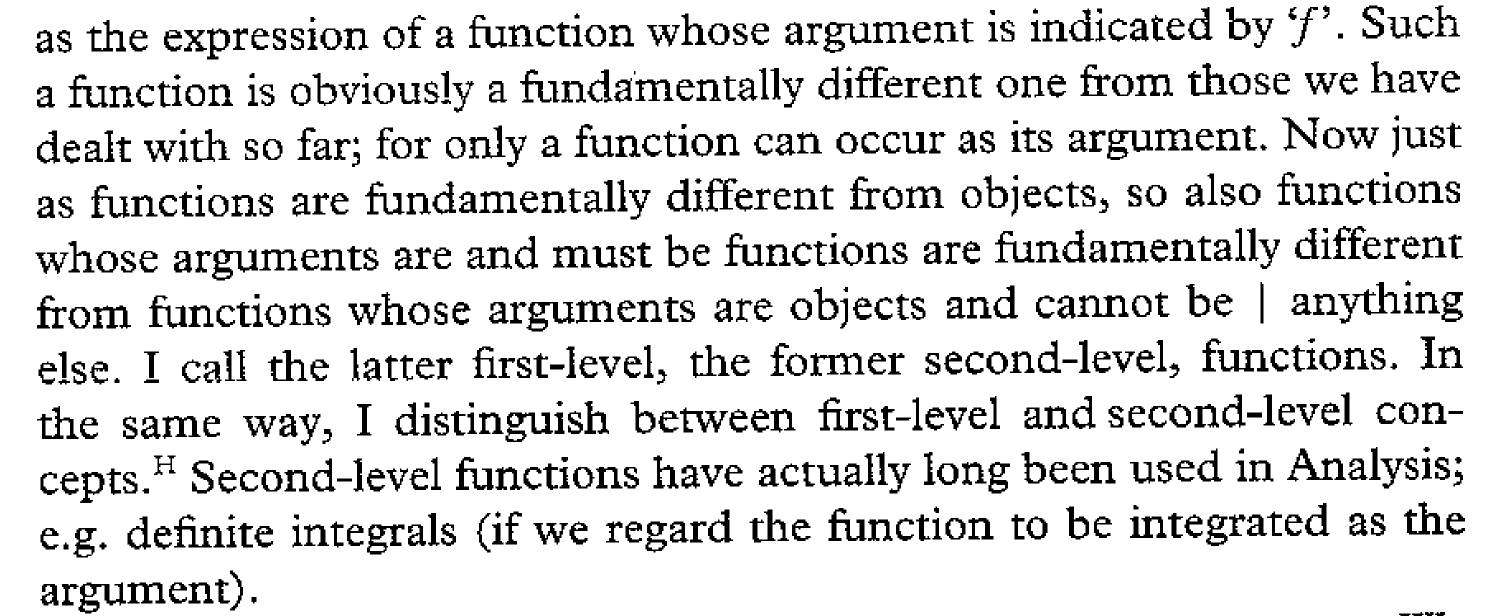 as the expression of a function whose argument is indicated by ‘f’. Such
a function is obviously a fundamentally different one from those we have
dealt with so far; for only a function can occur as its argument. Now just
as functions are fundamentally different from objects, so also functions
whose arguments are and must be functions are fundamentally different
from functions whose arguments are objects and cannot be | anything
else. I call the latter first-level, the former second-level, functions. In
the same way, I distinguish between first-level and second-level con-
cepts.ᴴ Second-level functions have actually long been used in Analysis;
e.g. definite integrals (if we regard the function to be integrated as the
argument).